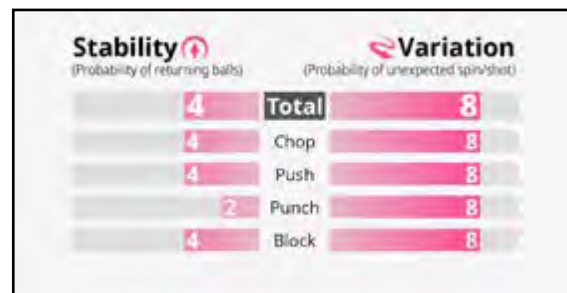 Stability Variation
(Probability of returning balls) (Probability of unexpected spin/shot)
4 Total 8
4 Chop 8
4 Push 8
2 Punch 8
4 Block 8